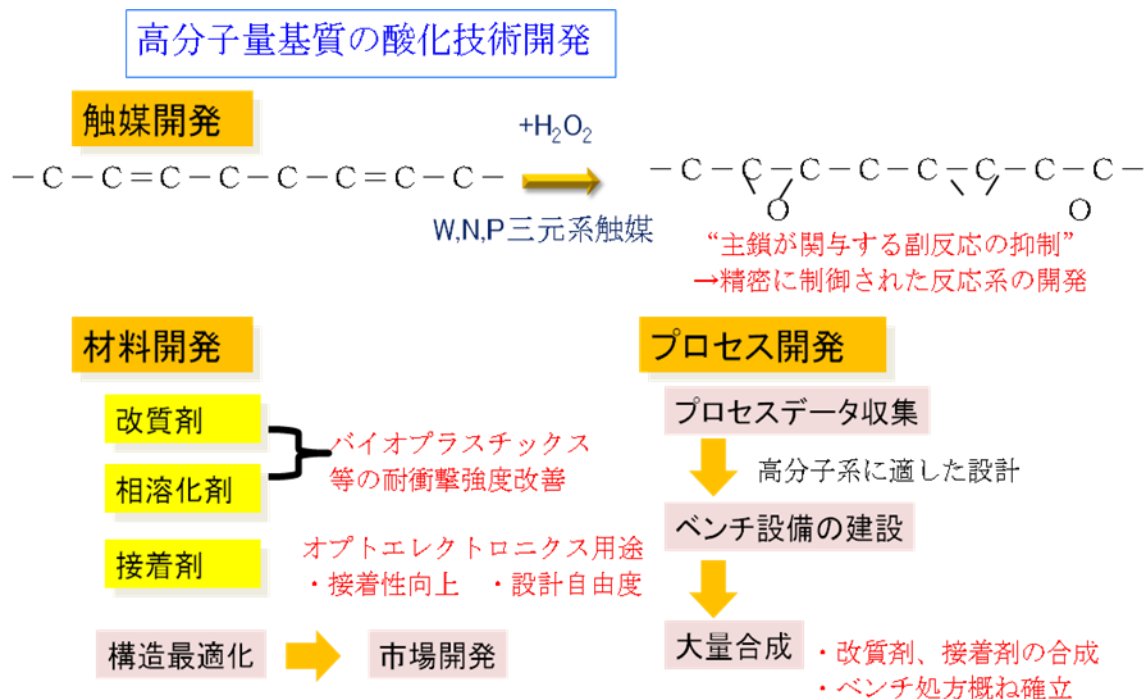 高分子量基質の酸化技術開発
触媒開発
+H₂O₂
－C－C=C－C－C－C=C－C－
－C－C－C－C－C－C－C－C－
O O
W,N,P三元系触媒
“主鎖が関与する副反応の抑制”
→精密に制御された反応系の開発
材料開発
改質剤
相溶化剤
バイオプラスチックス
等の耐衝撃強度改善
接着剤
オプトエレクトロニクス用途
・接着性向上 ・設計自由度
構造最適化
市場開発
プロセス開発
プロセスデータ収集
高分子系に適した設計
ベンチ設備の建設
大量合成
・改質剤、接着剤の合成
・ベンチ処方概ね確立